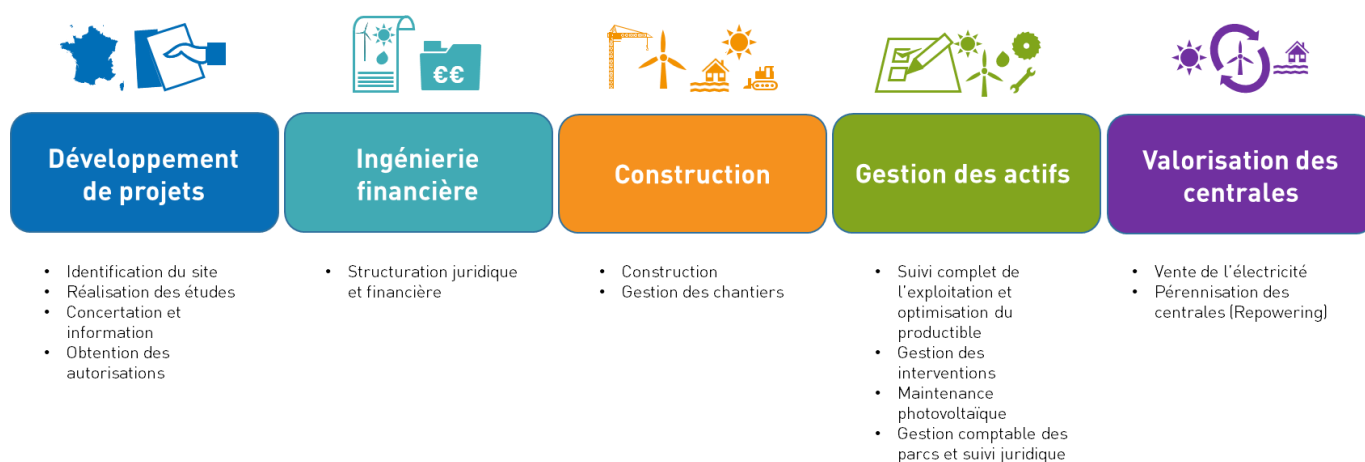 €€
Développement
de projets
Ingénierie
financière
Construction
Gestion des actifs
Valorisation des
centrales
• Identification du site
• Réalisation des études
• Concertation et
information
• Obtention des
autorisations
• Structuration juridique
et financière
• Construction
• Gestion des chantiers
• Suivi complet de
l'exploitation et
optimisation du
productible
• Gestion des
interventions
• Maintenance
photovoltaïque
• Gestion comptable des
parcs et suivi juridique
• Vente de l'électricité
• Pérennisation des
centrales (Repowering)